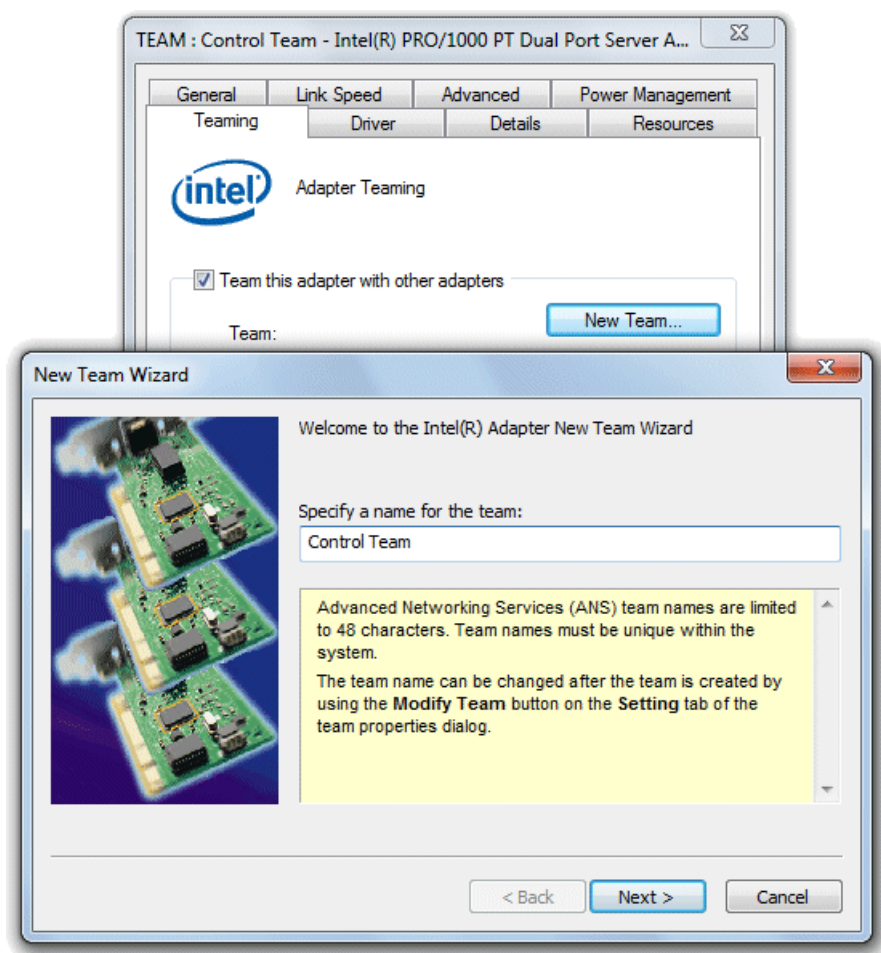 TEAM : Control Team - Intel(R) PRO/1000 PT Dual Port Server A...
General Link Speed Advanced Power Management
Teaming Driver Details Resources
intel
Adapter Teaming
Team this adapter with other adapters
Team:
New Team...
New Team Wizard
Welcome to the Intel(R) Adapter New Team Wizard
Specify a name for the team:
Control Team
Advanced Networking Services (ANS) team names are limited
to 48 characters. Team names must be unique within the
system.
The team name can be changed after the team is created by
using the Modify Team button on the Setting tab of the
team properties dialog.
< Back Next > Cancel